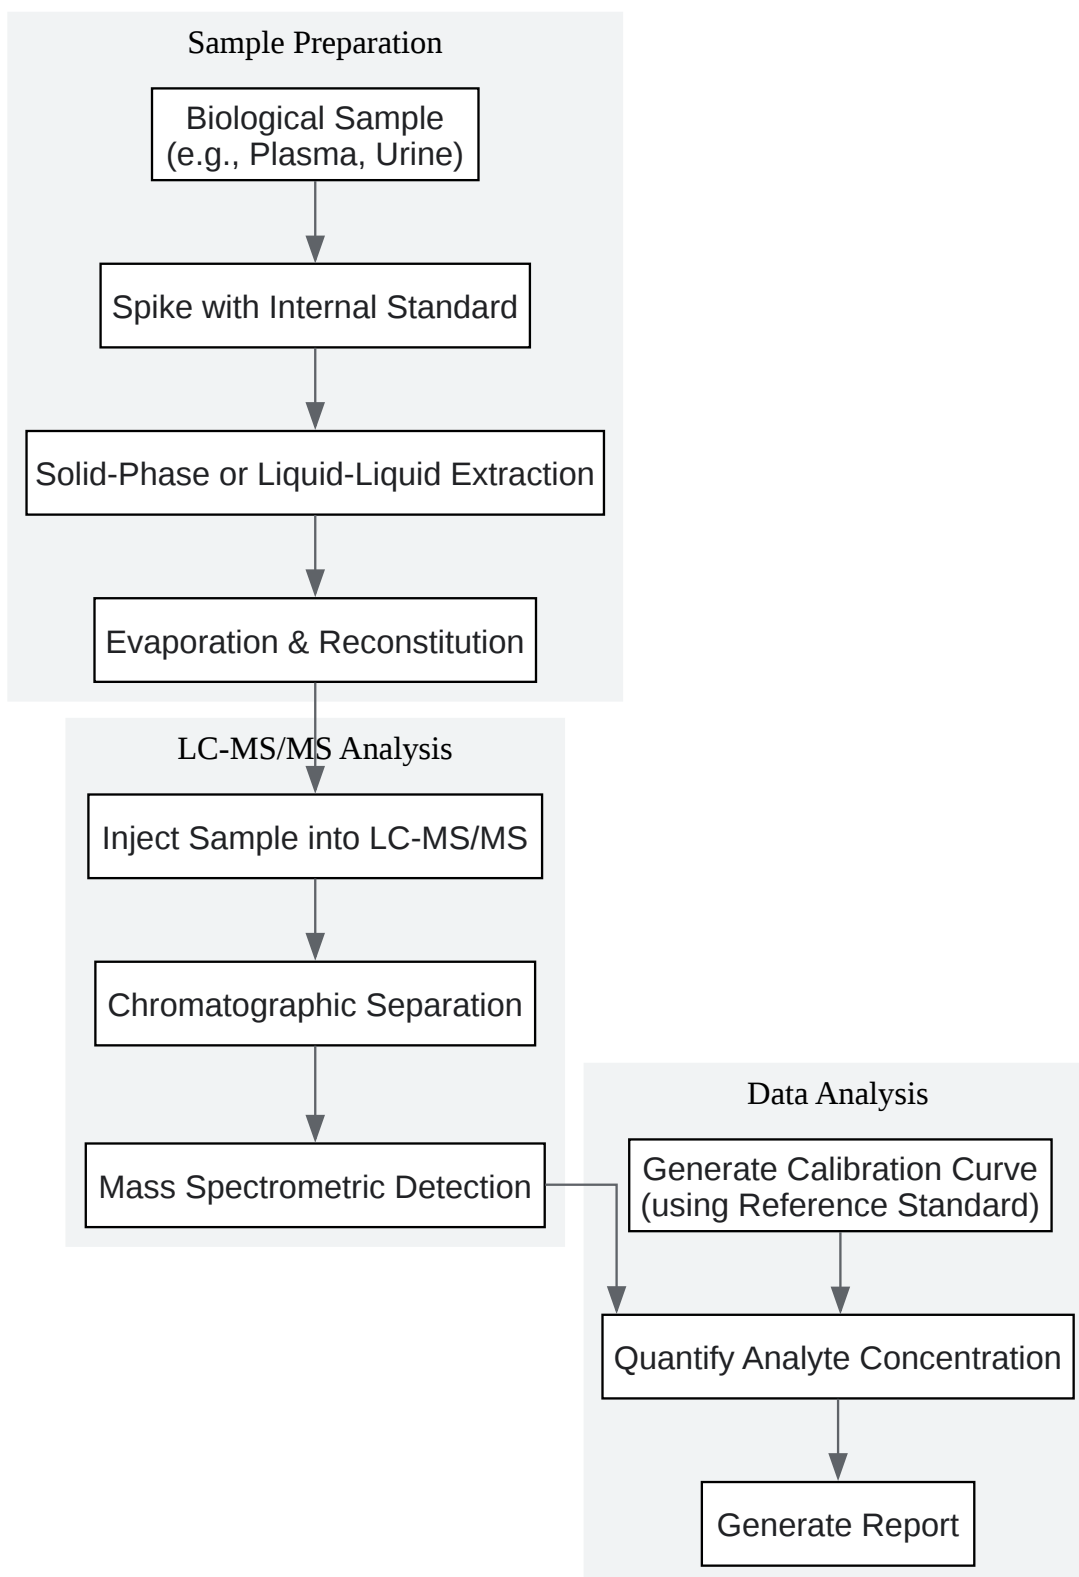 Sample Preparation
Biological Sample
(e.g., Plasma, Urine)
Spike with Internal Standard
Solid-Phase or Liquid-Liquid Extraction
Evaporation & Reconstitution
LC-MS/MS Analysis
Inject Sample into LC-MS/MS
Chromatographic Separation
Mass Spectrometric Detection
Data Analysis
Generate Calibration Curve
(using Reference Standard)
Quantify Analyte Concentration
Generate Report